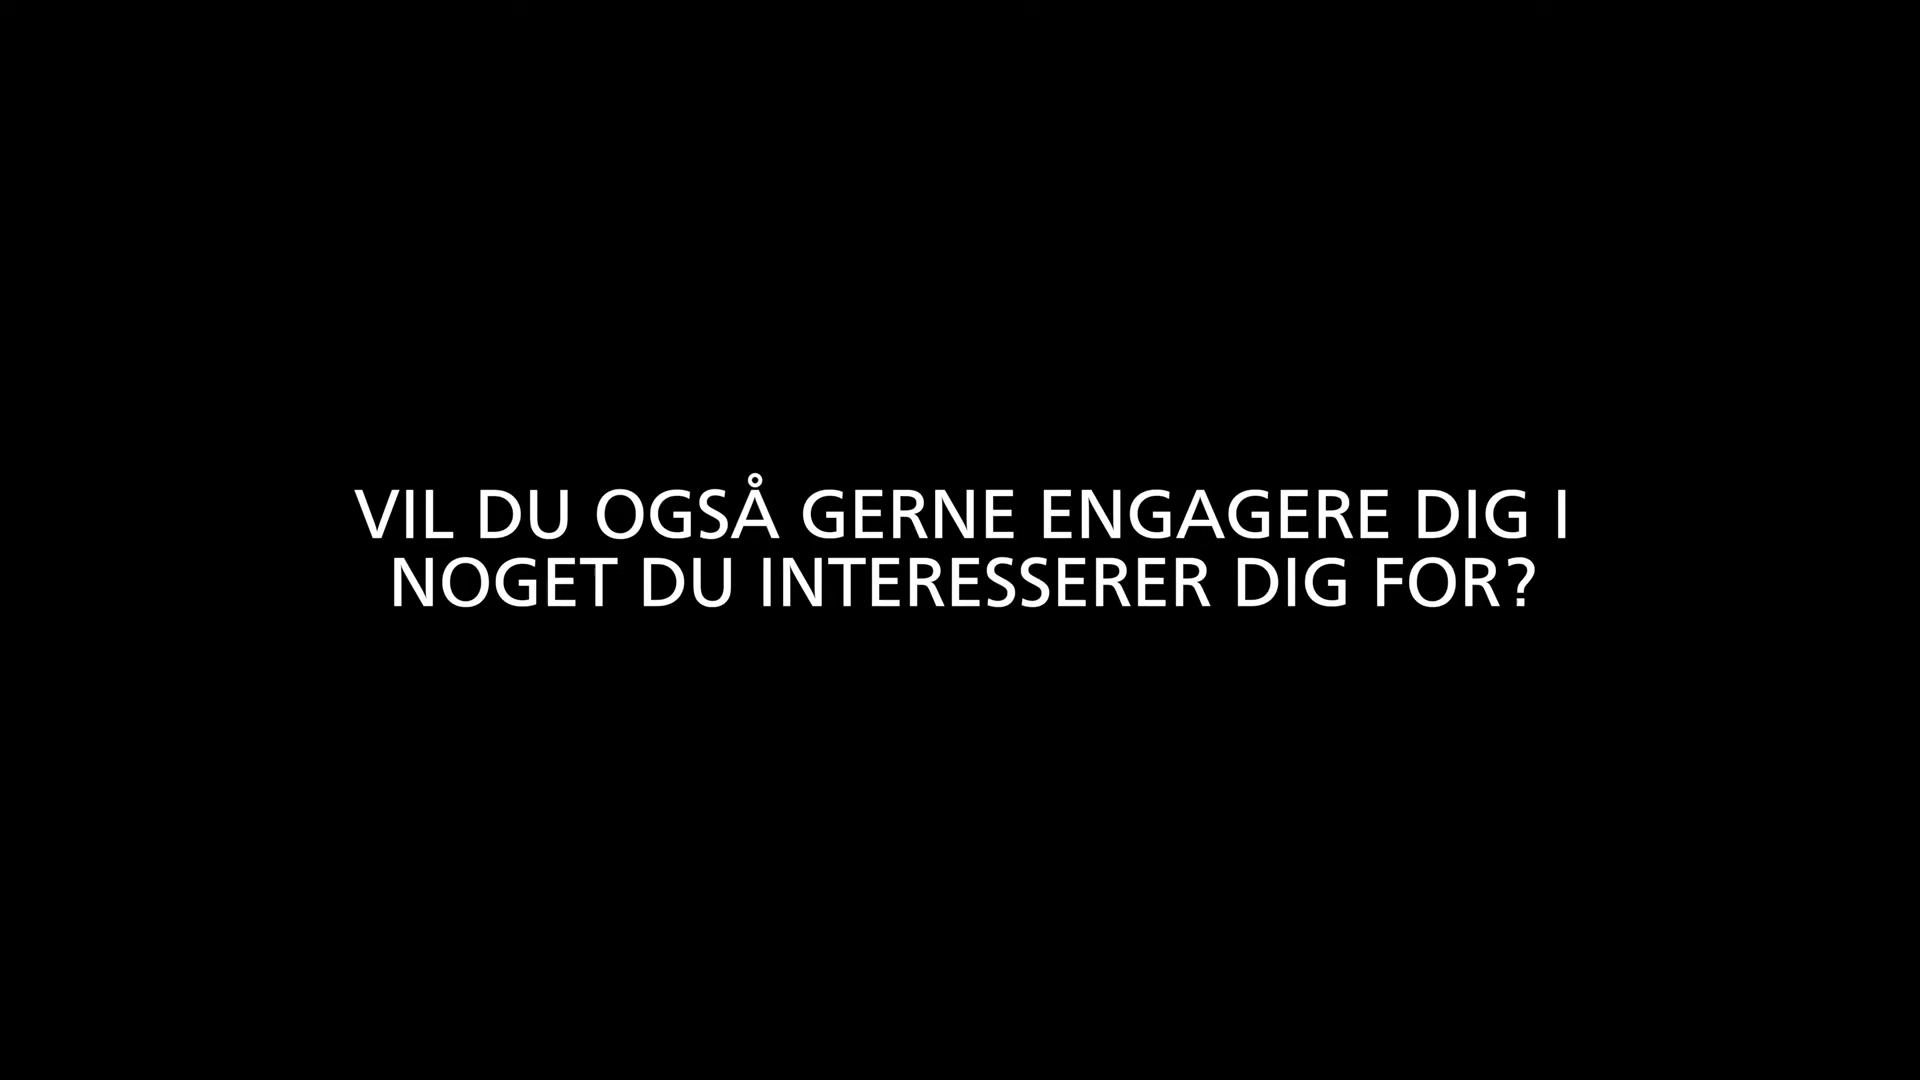 VIL DU OGSÅ GERNE ENGAGERE DIG I
NOGET DU INTERESSERER DIG FOR?